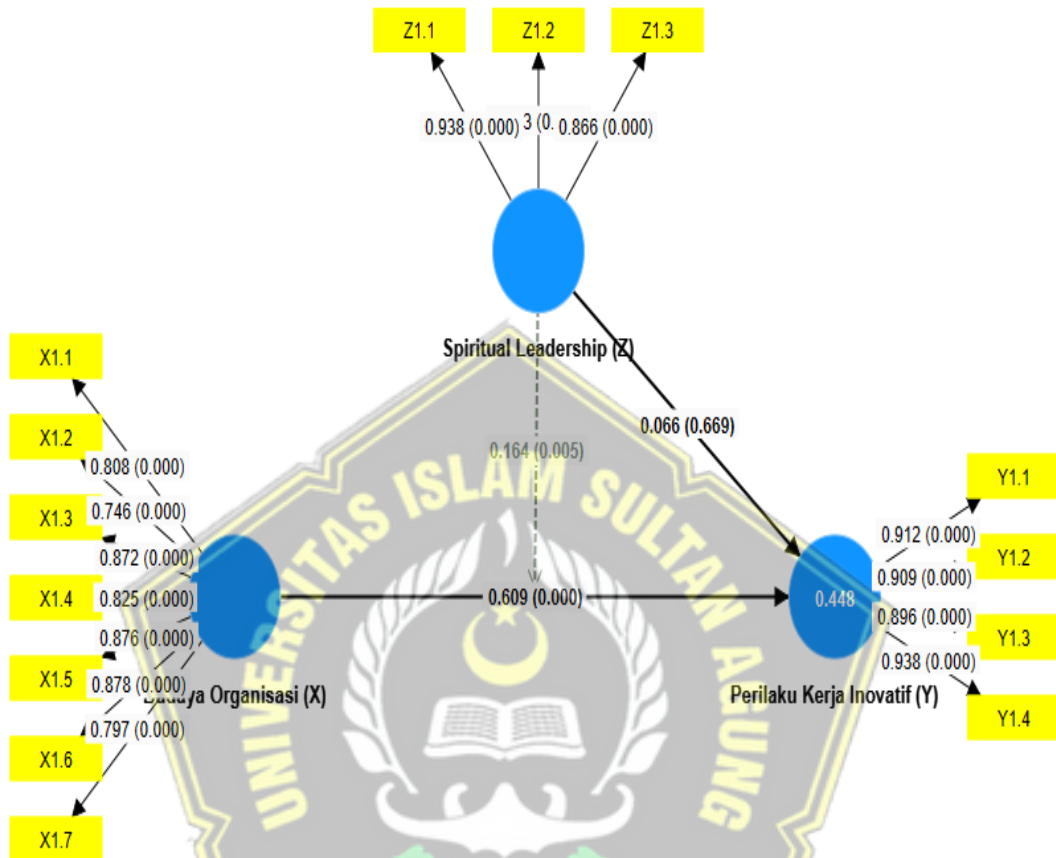 Z1.1
Z1.2
Z1.3
0.938 (0.000)
3 (0.
0.866 (0.000)
Spiritual Leadership (Z)
X1.1
X1.2
X1.3
X1.4
X1.5
X1.6
X1.7
0.808 (0.000)
0.746 (0.000)
0.872 (0.000)
0.825 (0.000)
0.876 (0.000)
0.878 (0.000)
0.797 (0.000)
Organisasi (X)
0.066 (0.669)
0.164 (0.005)
0.609 (0.000)
0.448
Perilaku Kerja Inovatif (Y)
0.912 (0.000)
0.909 (0.000)
0.896 (0.000)
0.938 (0.000)
Y1.1
Y1.2
Y1.3
Y1.4
UNIVERSITAS ISLAM SULTAN AGUNG